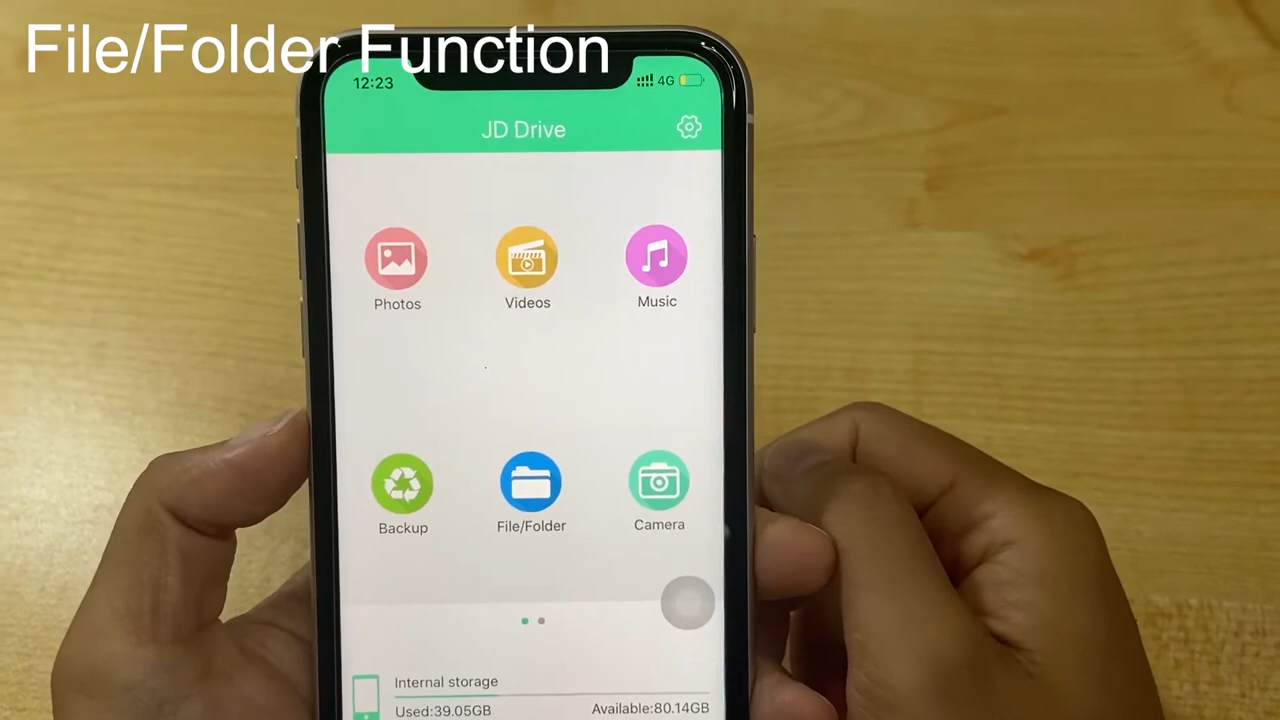 File/Folder Function
12:23
4G
JD Drive
Photos
Videos
Music
Backup
File/Folder
Camera
Internal storage
Used:39.05GB
Available:80.14GB